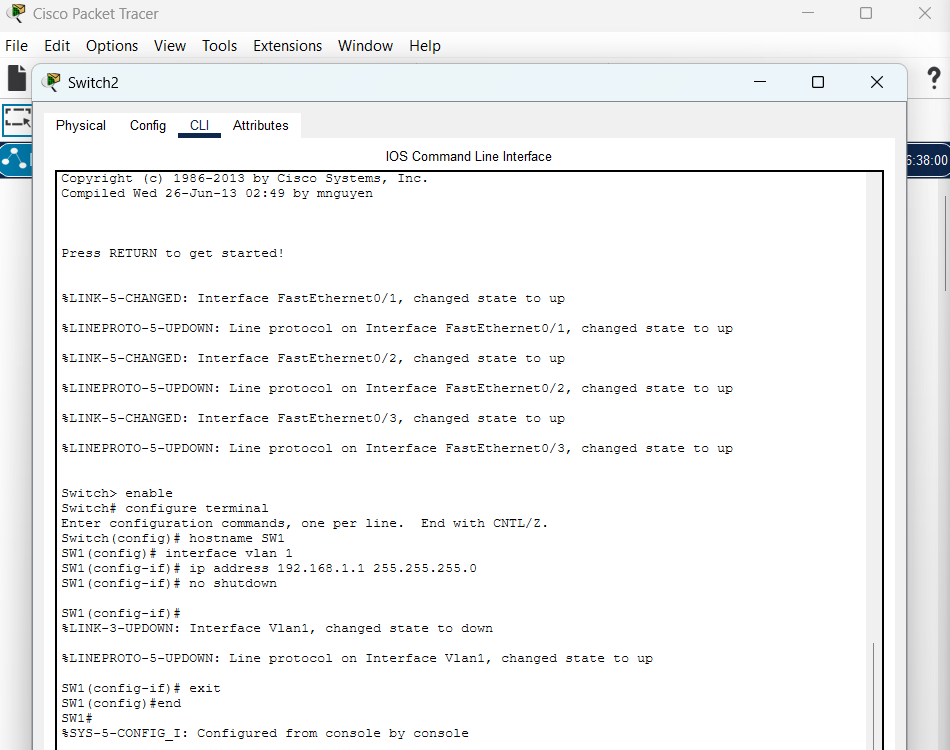 Cisco Packet Tracer
File Edit Options View Tools Extensions Window Help
Switch2
?
Physical Config CLI Attributes
IOS Command Line Interface
6:38:00
Copyright (c) 1986-2013 by Cisco Systems, Inc.
Compiled Wed 26-Jun-13 02:49 by mnguyen
Press RETURN to get started!
%LINK-5-CHANGED: Interface FastEthernet0/1, changed state to up
%LINEPROTO-5-UPDOWN: Line protocol on Interface FastEthernet0/1, changed state to up
%LINK-5-CHANGED: Interface FastEthernet0/2, changed state to up
%LINEPROTO-5-UPDOWN: Line protocol on Interface FastEthernet0/2, changed state to up
%LINK-5-CHANGED: Interface FastEthernet0/3, changed state to up
%LINEPROTO-5-UPDOWN: Line protocol on Interface FastEthernet0/3, changed state to up
Switch> enable
Switch# configure terminal
Enter configuration commands, one per line.  End with CNTL/Z.
Switch(config)# hostname SW1
SW1(config)# interface vlan 1
SW1(config-if)# ip address 192.168.1.1 255.255.255.0
SW1(config-if)# no shutdown
SW1(config-if)#
%LINK-3-UPDOWN: Interface Vlan1, changed state to down
%LINEPROTO-5-UPDOWN: Line protocol on Interface Vlan1, changed state to up
SW1(config-if)# exit
SW1(config)#end
SW1#
%SYS-5-CONFIG_I: Configured from console by console